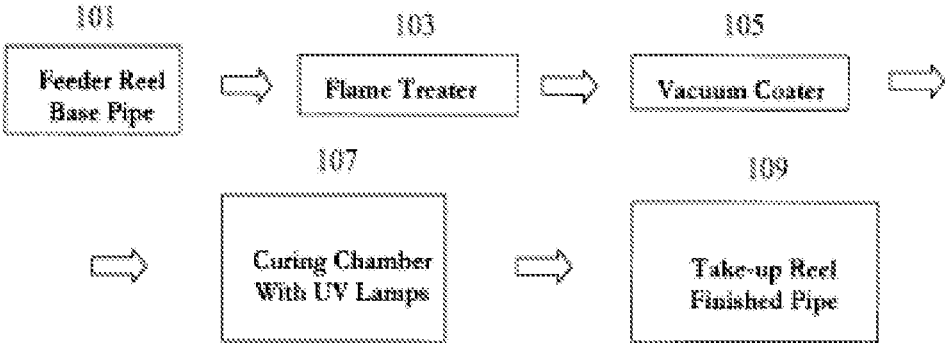 101
103
105
Feeder Reel
Base Pipe
Flame Treater
Vacuum Coater
107
109
Curing Chamber
With UV Lamps
Take-up Reel
Finished Pipe